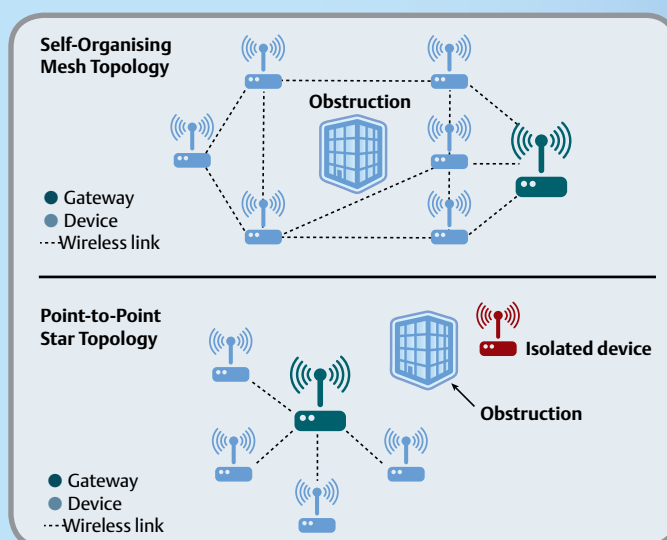 Self-Organising
Mesh Topology
Obstruction
Gateway
Device
Wireless link
Point-to-Point
Star Topology
Isolated device
Obstruction
Gateway
Device
Wireless link